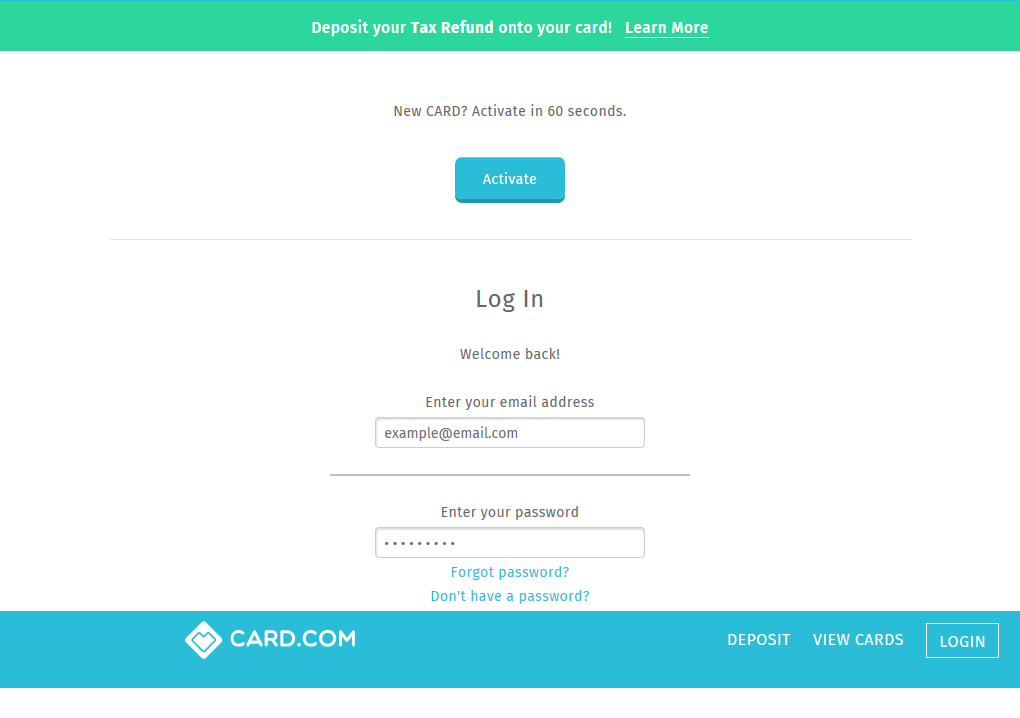 Deposit your Tax Refund onto your card! Learn More
New CARD? Activate in 60 seconds.
Activate
Log In
Welcome back!
Enter your email address
example@email.com
Enter your password
•••••••••
Forgot password?
Don't have a password?
CARD.COM DEPOSIT VIEW CARDS LOGIN